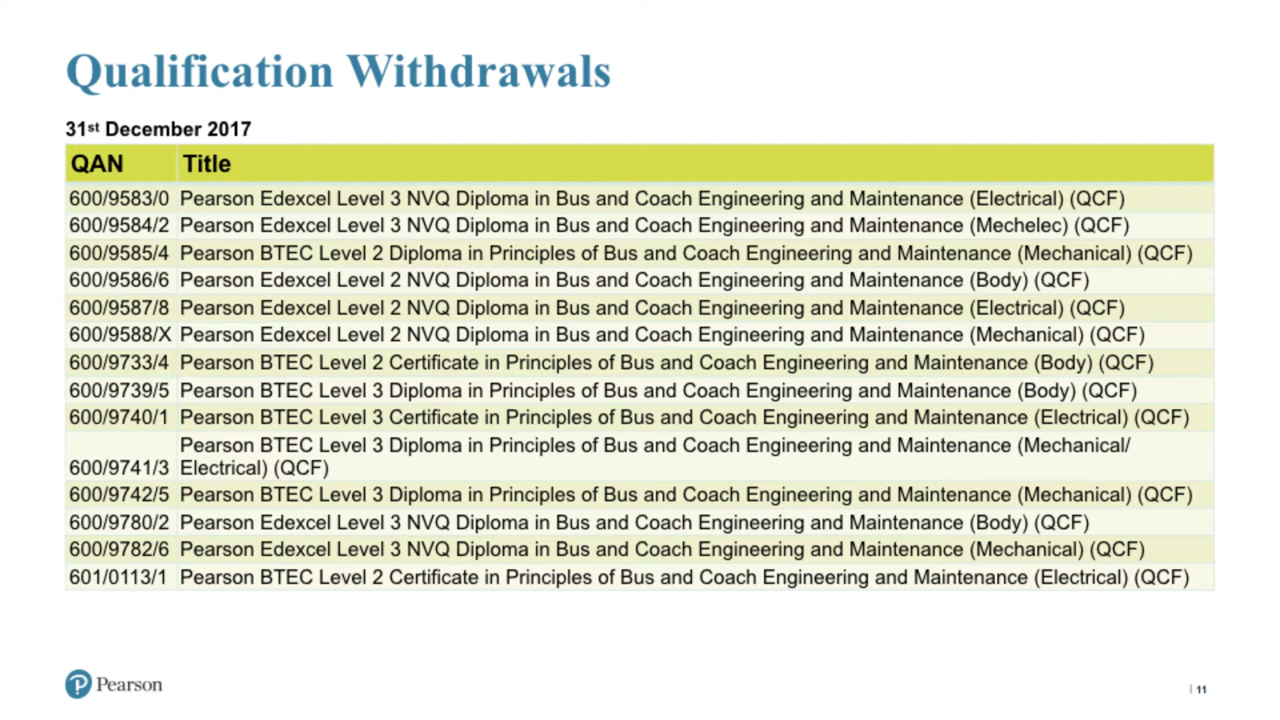 Qualification Withdrawals
31st December 2017
QAN Title
600/9583/0 Pearson Edexcel Level 3 NVQ Diploma in Bus and Coach Engineering and Maintenance (Electrical) (QCF)
600/9584/2 Pearson Edexcel Level 3 NVQ Diploma in Bus and Coach Engineering and Maintenance (Mechelec) (QCF)
600/9585/4 Pearson BTEC Level 2 Diploma in Principles of Bus and Coach Engineering and Maintenance (Mechanical) (QCF)
600/9586/6 Pearson Edexcel Level 2 NVQ Diploma in Bus and Coach Engineering and Maintenance (Body) (QCF)
600/9587/8 Pearson Edexcel Level 2 NVQ Diploma in Bus and Coach Engineering and Maintenance (Electrical) (QCF)
600/9588/X Pearson Edexcel Level 2 NVQ Diploma in Bus and Coach Engineering and Maintenance (Mechanical) (QCF)
600/9733/4 Pearson BTEC Level 2 Certificate in Principles of Bus and Coach Engineering and Maintenance (Body) (QCF)
600/9739/5 Pearson BTEC Level 3 Diploma in Principles of Bus and Coach Engineering and Maintenance (Body) (QCF)
600/9740/1 Pearson BTEC Level 3 Certificate in Principles of Bus and Coach Engineering and Maintenance (Electrical) (QCF)
Pearson BTEC Level 3 Diploma in Principles of Bus and Coach Engineering and Maintenance (Mechanical/
600/9741/3 Electrical) (QCF)
600/9742/5 Pearson BTEC Level 3 Diploma in Principles of Bus and Coach Engineering and Maintenance (Mechanical) (QCF)
600/9780/2 Pearson Edexcel Level 3 NVQ Diploma in Bus and Coach Engineering and Maintenance (Body) (QCF)
600/9782/6 Pearson Edexcel Level 3 NVQ Diploma in Bus and Coach Engineering and Maintenance (Mechanical) (QCF)
601/0113/1 Pearson BTEC Level 2 Certificate in Principles of Bus and Coach Engineering and Maintenance (Electrical) (QCF)
Pearson
| 11